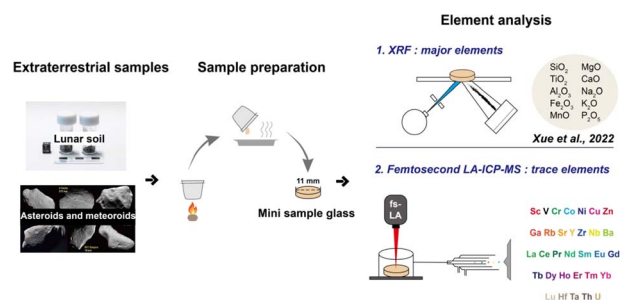 Element analysis
Extraterrestrial samples
Sample preparation
1. XRF : major elements
SiO₂ MgO
TiO₂ CaO
Al₂O₃ Na₂O
Fe₂O₃ K₂O
MnO P₂O₅
Xue et al., 2022
Lunar soil
Asteroids and meteoroids
11 mm
Mini sample glass
2. Femtosecond LA-ICP-MS : trace elements
fs-
LA
Sc V Cr Co Ni Cu Zn
Ga Rb Sr Y Zr Nb Ba
La Ce Pr Nd Sm Eu Gd
Tb Dy Ho Er Tm Yb
Lu Hf Ta Th U